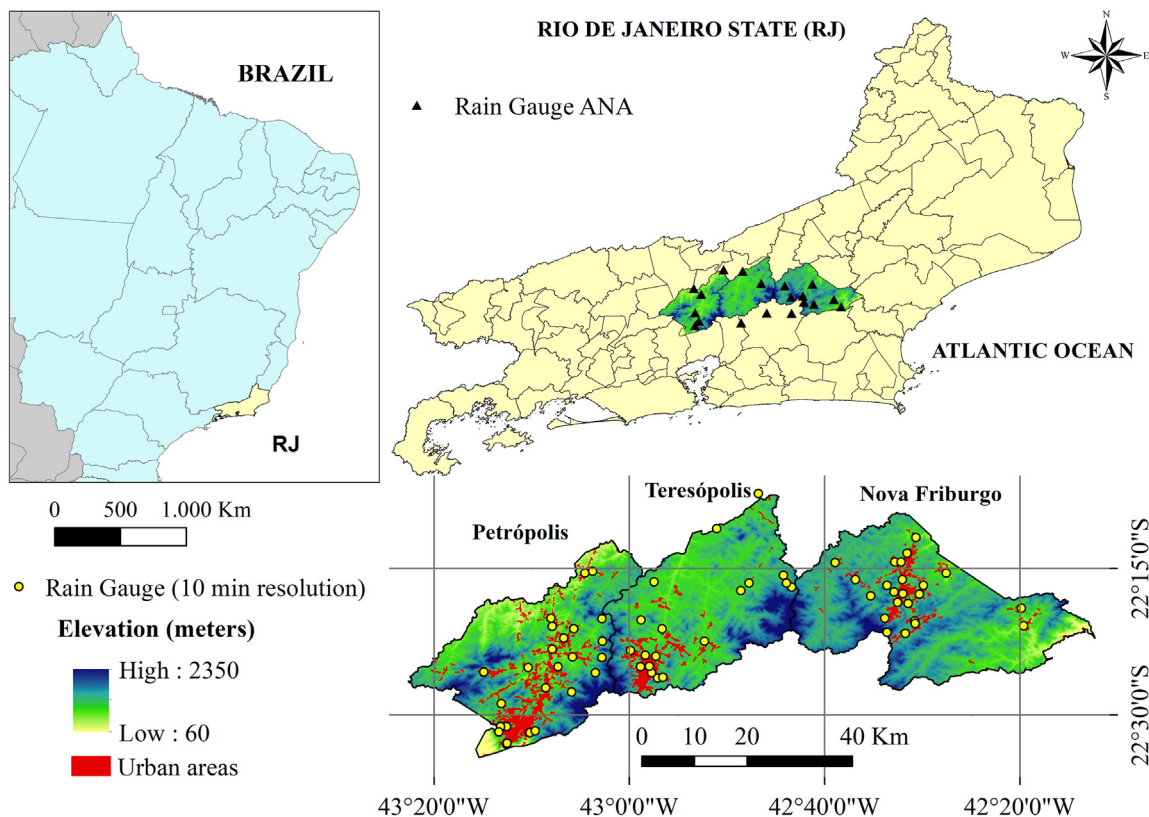 BRAZIL
RJ
0 500 1.000 Km
RIO DE JANEIRO STATE (RJ)
Rain Gauge ANA
N
W E
S
ATLANTIC OCEAN
Rain Gauge (10 min resolution)
Elevation (meters)
High : 2350
Low : 60
Urban areas
Petrópolis
Teresópolis
Nova Friburgo
22°15'0"S
22°30'0"S
0 10 20 40 Km
43°20'0"W 43°0'0"W 42°40'0"W 42°20'0"W